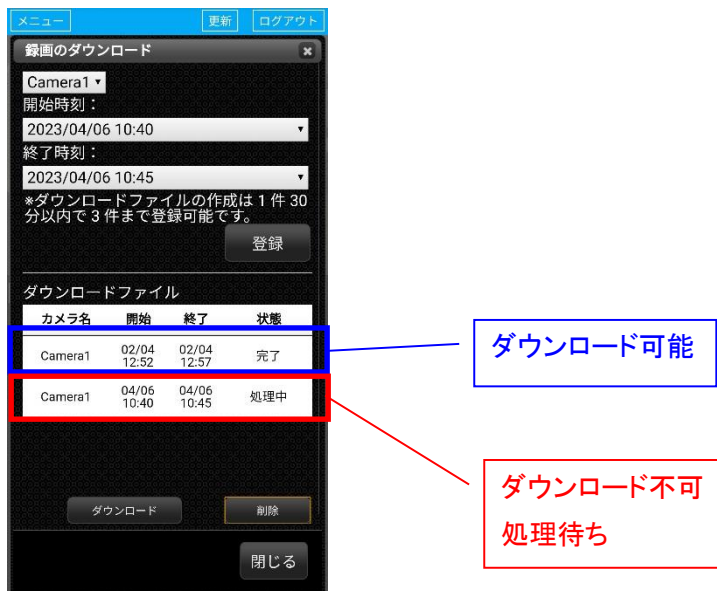 メニュー 更新 ログアウト
録画のダウンロード
Camera1
開始時刻：
2023/04/06 10:40
終了時刻：
2023/04/06 10:45
*ダウンロードファイルの作成は 1 件 30
分以内で 3 件まで登録可能です。
登録
ダウンロードファイル
カメラ名 開始 終了 状態
Camera1 02/04 12:52 02/04 12:57 完了
ダウンロード可能
Camera1 04/06 10:40 04/06 10:45 処理中
ダウンロード不可
処理待ち
ダウンロード 削除
閉じる